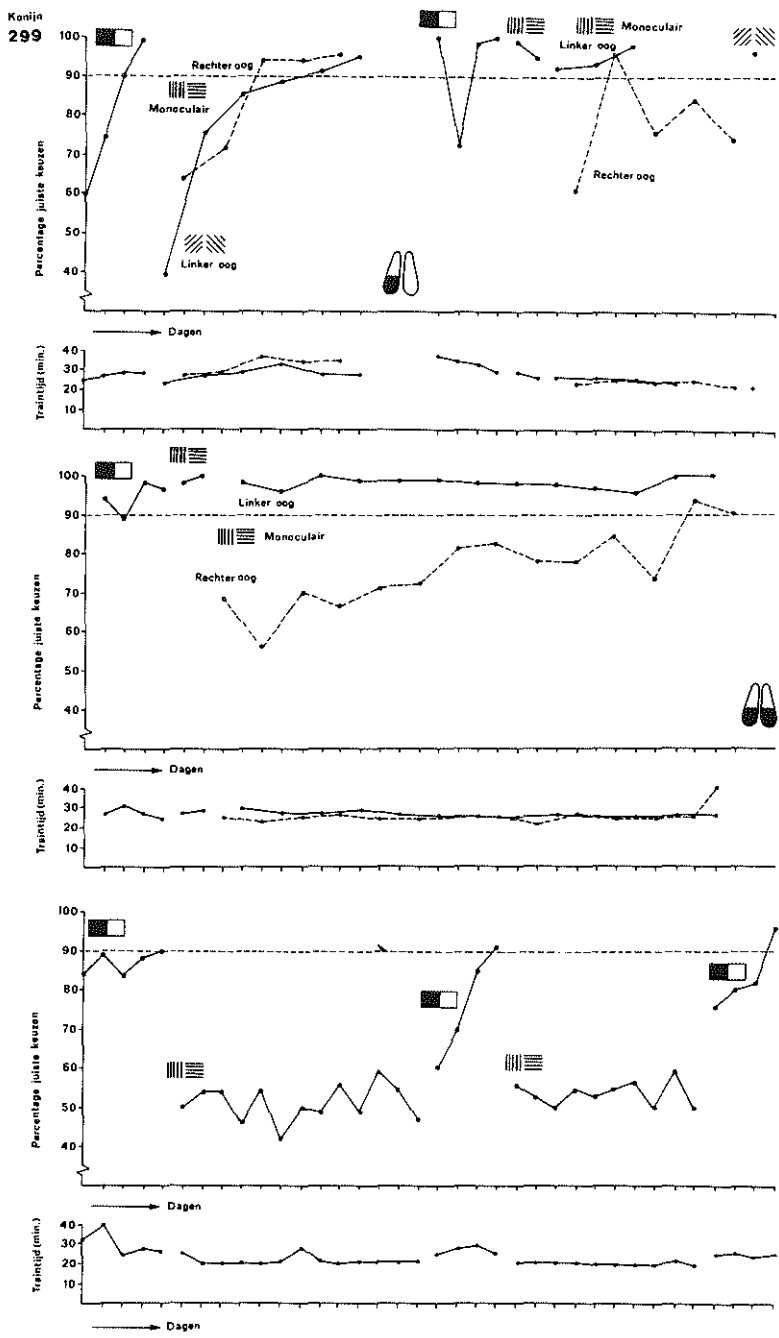 Konijn
299
Percentage juiste keuzen
100
90
80
70
60
50
40
Rechter oog
Monoculair
Linker oog
Monoculair
Linker oog
Rechter oog
Dagen
Traintijd (min.)
40
30
20
10
Percentage juiste keuzen
100
90
80
70
60
50
40
Linker oog
Monoculair
Rechter oog
Dagen
Traintijd (min.)
40
30
20
10
Percentage juiste keuzen
100
90
80
70
60
50
40
Dagen
Traintijd (min.)
40
30
20
10
Dagen